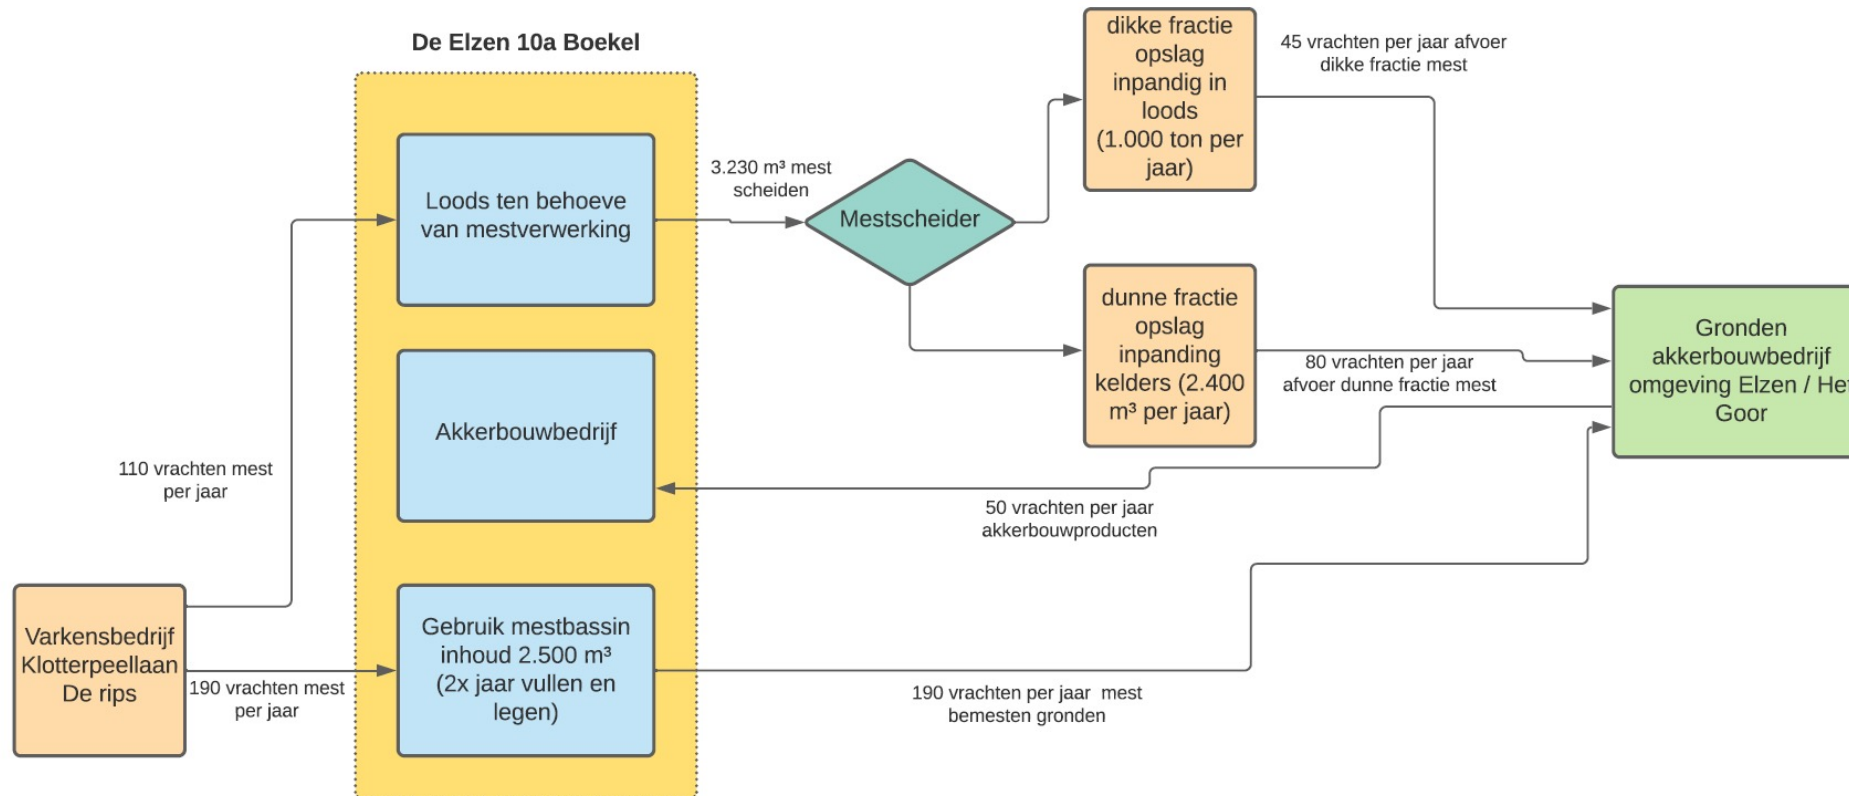 De Elzen 10a Boekel
dikke fractie
opslag
inpandig in
loods
(1.000 ton per
jaar)
45 vrachten per jaar afvoer
dikke fractie mest
Loods ten behoeve
van mestverwerking
3.230 m³ mest
scheiden
Mestscheider
dunne fractie
opslag
inpanding
kelders (2.400
m³ per jaar)
80 vrachten per jaar
afvoer dunne fractie mest
Gronden
akkerbouwbedrijf
omgeving Elzen / Het
Goor
Akkerbouwbedrijf
110 vrachten mest
per jaar
50 vrachten per jaar
akkerbouwproducten
Varkensbedrijf
Klotterpeellaan
De rips
190 vrachten mest
per jaar
Gebruik mestbassin
inhoud 2.500 m³
(2x jaar vullen en
legen)
190 vrachten per jaar  mest
bemesten gronden